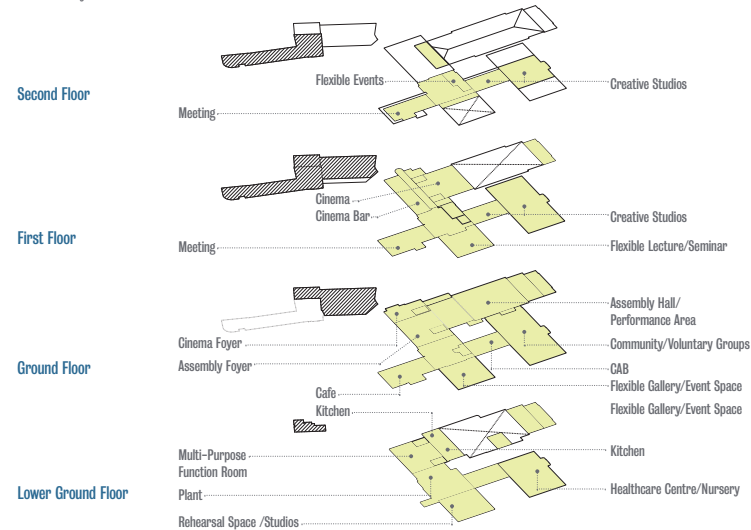 Flexible Events
Creative Studios
Second Floor
Meeting
Cinema
Cinema Bar
Creative Studios
First Floor
Meeting
Flexible Lecture/Seminar
Assembly Hall/
Performance Area
Cinema Foyer
Community/Voluntary Groups
Ground Floor
Assembly Foyer
CAB
Cafe
Flexible Gallery/Event Space
Kitchen
Flexible Gallery/Event Space
Multi-Purpose
Function Room
Kitchen
Lower Ground Floor
Plant
Healthcare Centre/Nursery
Rehearsal Space /Studios